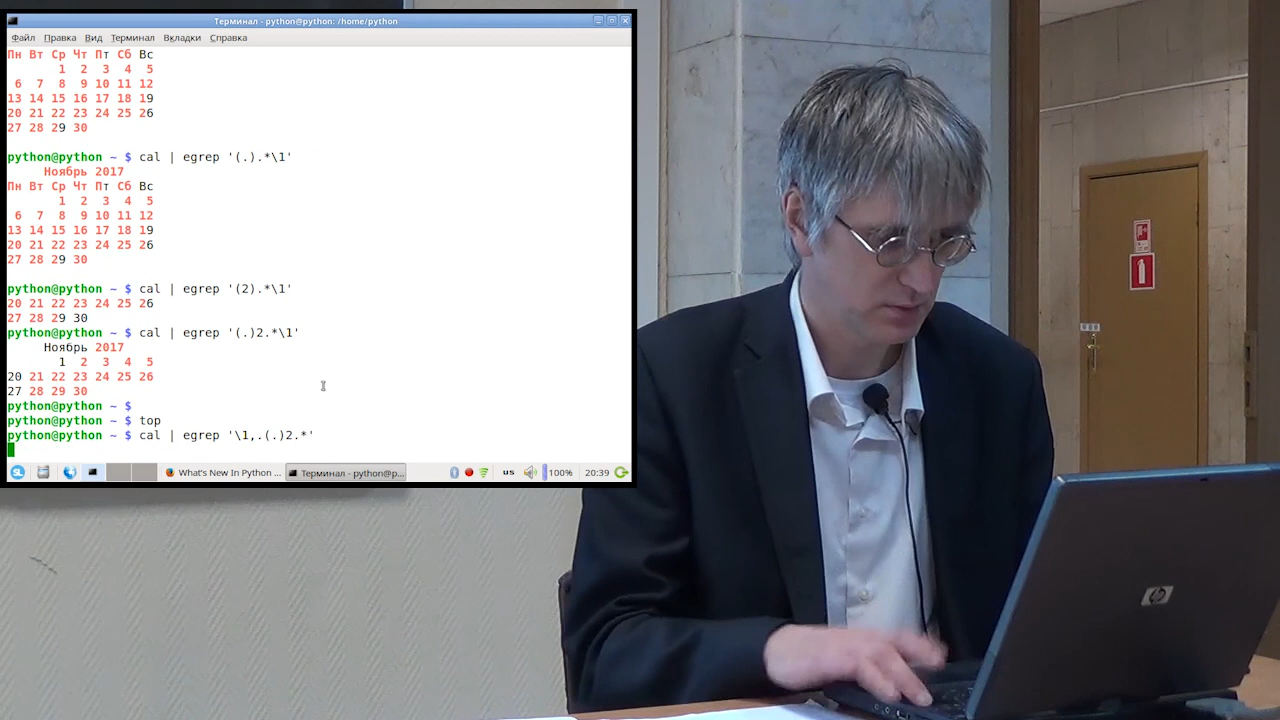 Терминал - python@python: /home/python
Файл Правка Вид Терминал Вкладки Справка
Пн Вт Ср Чт Пт Сб Вс
1 2 3 4 5
6 7 8 9 10 11 12
13 14 15 16 17 18 19
20 21 22 23 24 25 26
27 28 29 30
python@python ~ $ cal | egrep '(.).*\1'
Ноябрь 2017
Пн Вт Ср Чт Пт Сб Вс
1 2 3 4 5
6 7 8 9 10 11 12
13 14 15 16 17 18 19
20 21 22 23 24 25 26
27 28 29 30
python@python ~ $ cal | egrep '(2).*\1'
20 21 22 23 24 25 26
27 28 29 30
python@python ~ $ cal | egrep '(.)2.*\1'
Ноябрь 2017
1 2 3 4 5
20 21 22 23 24 25 26
27 28 29 30
python@python ~ $
python@python ~ $ top
python@python ~ $ cal | egrep '\1,.(.)2.*'
What's New In Python ... Терминал - python@p... us 100% 20:39
hp